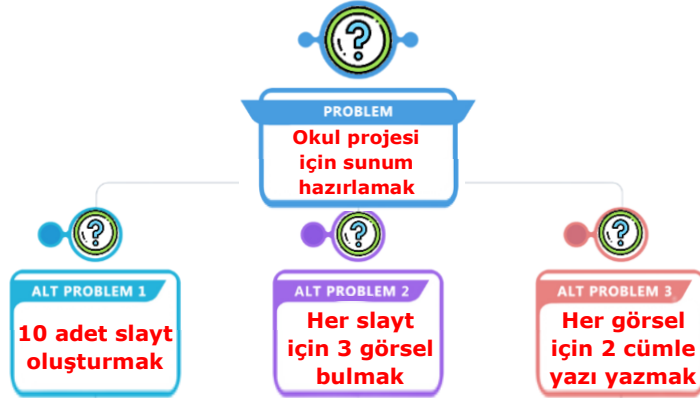 PROBLEM
Okul projesi
için sunum
hazırlamak
ALT PROBLEM 1
10 adet slayt
oluşturmak
ALT PROBLEM 2
Her slayt
için 3 görsel
bulmak
ALT PROBLEM 3
Her görsel
için 2 cümle
yazı yazmak